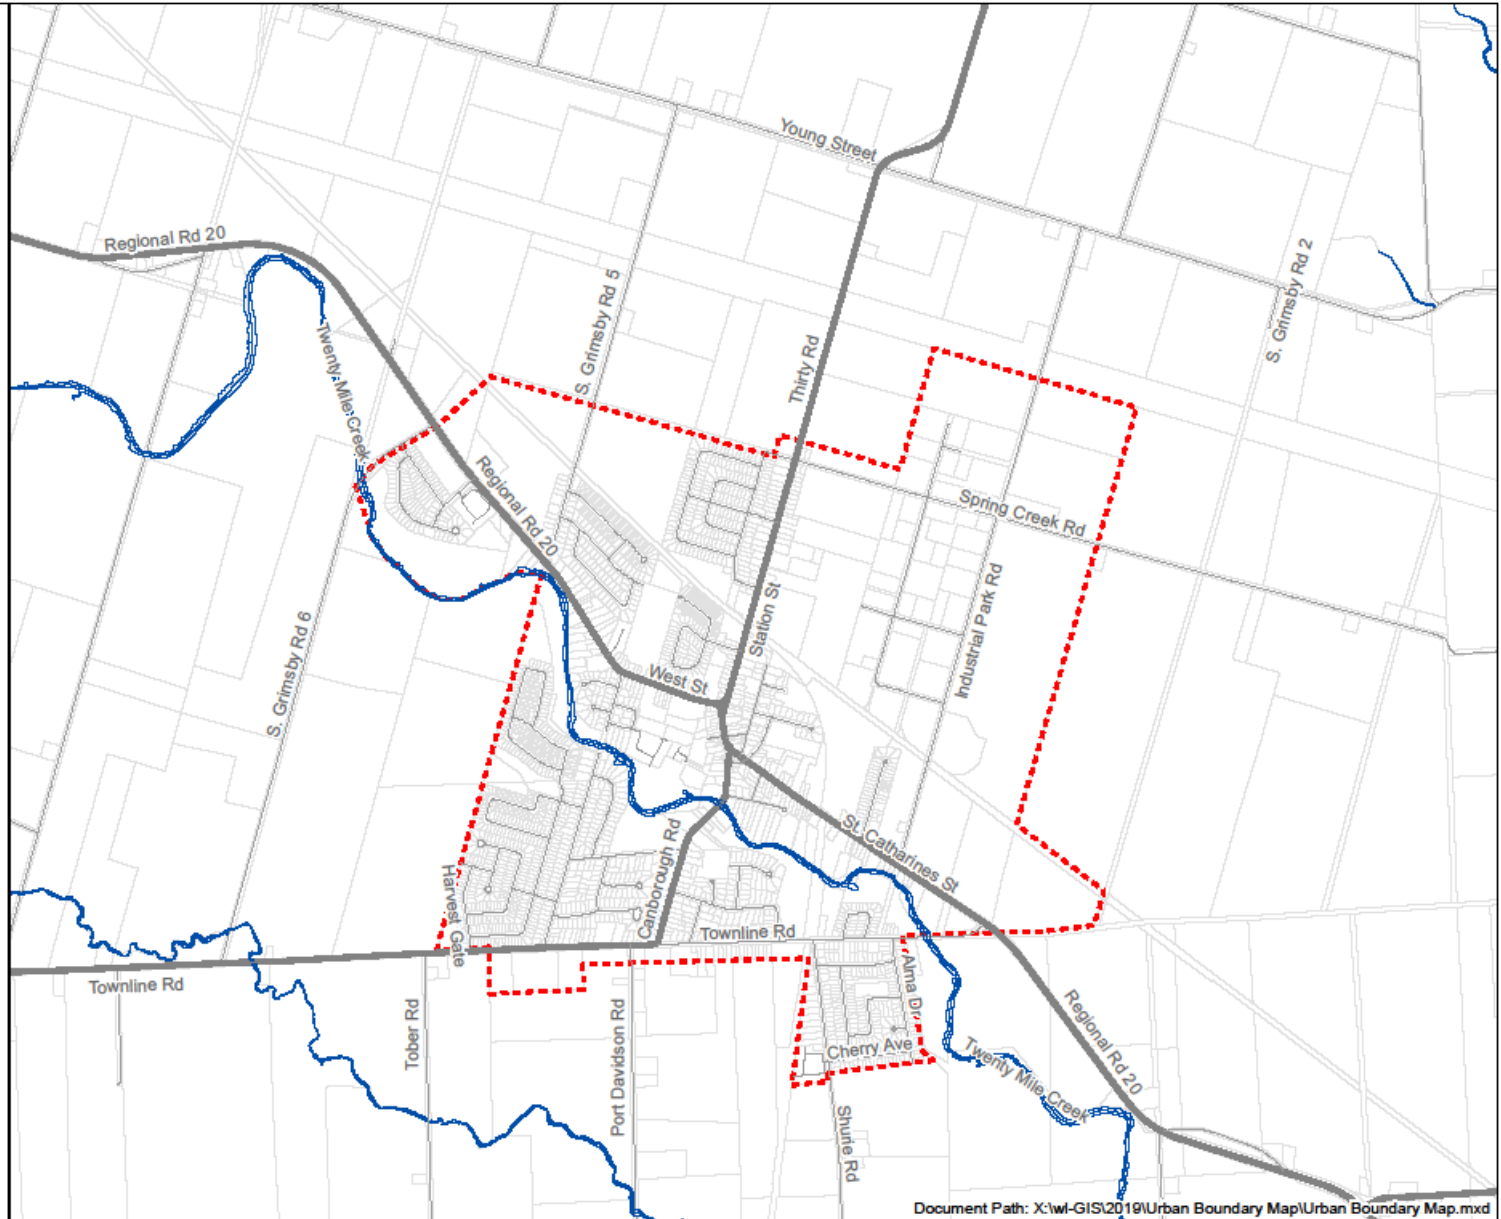 Young Street
Regional Rd 20
S. Grimsby Rd 2
S. Grimsby Rd 5
Twenty Mile Creek
Thirty Rd
Regional Rd 20
Spring Creek Rd
Industrial Park Rd
Station St
S. Grimsby Rd 6
West St
St. Catharines St
Canborough Rd
Harvest Gate
Townline Rd
Townline Rd
Alma Dr
Tober Rd
Port Davidson Rd
Cherry Ave
Regional Rd 20
Twenty Mile Creek
Shurie Rd
Document Path: X:\wl-GIS\2019\Urban Boundary Map\Urban Boundary Map.mxd